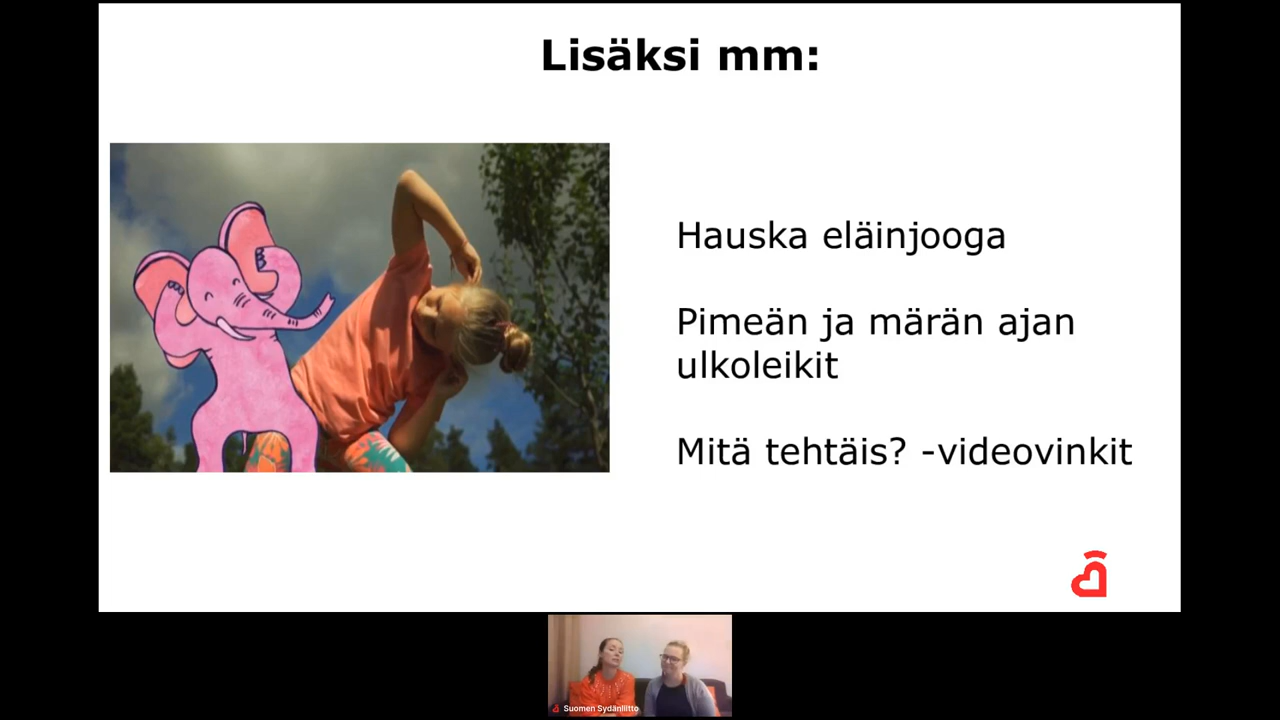 Lisäksi mm:
Hauska eläinjooga
Pimeän ja märän ajan
ulkoleikit
Mitä tehtäis? -videovinkit
Suomen Sydänliitto